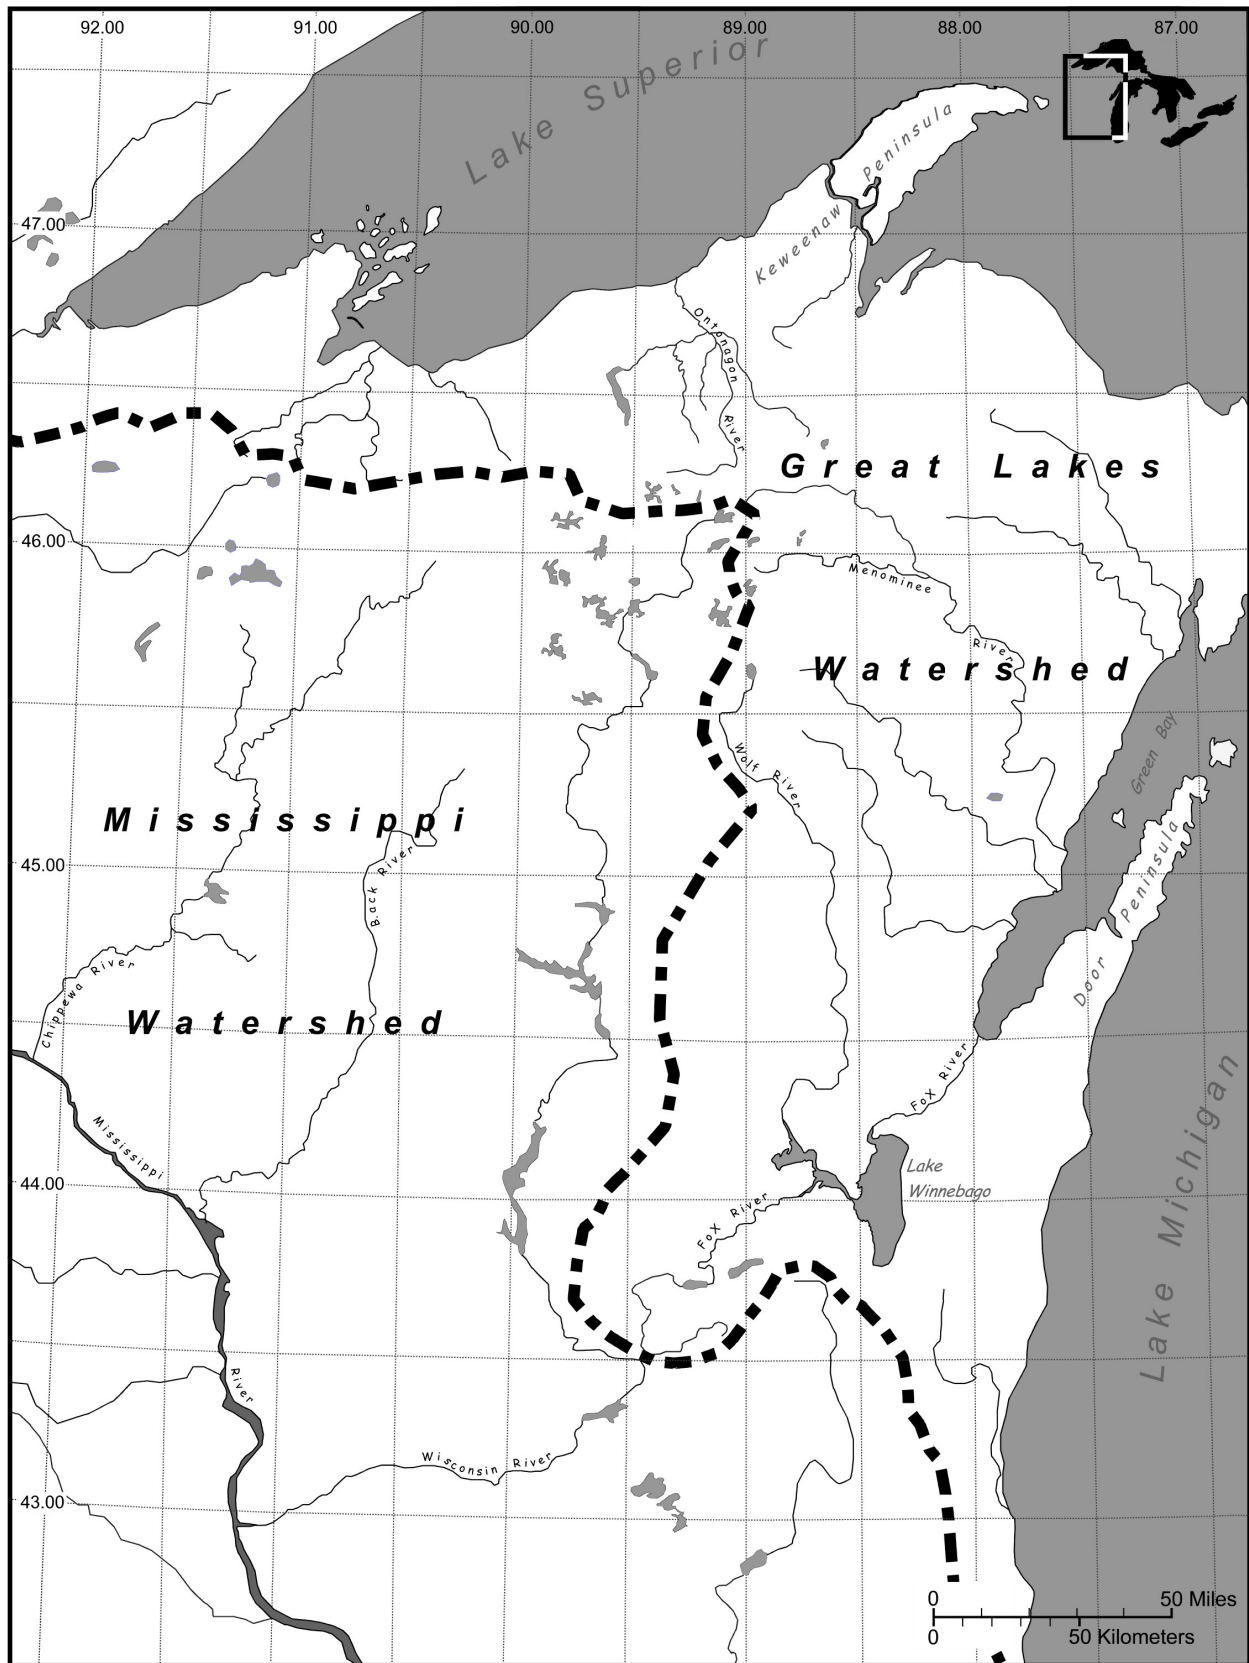 92.00 91.00 90.00 89.00 88.00 87.00
Lake Superior
Keweenaw Peninsula
47.00
Ontonagon River
Great Lakes
46.00
Menominee River
Watershed
Green Bay
Wolf River
Mississippi
45.00
Back River
Door Peninsula
Chippewa River
Watershed
FoX River
Mississippi
Lake
Winnebago
44.00
FoX River
Lake Michigan
River
Wisconsin River
43.00
0 50 Miles
0 50 Kilometers